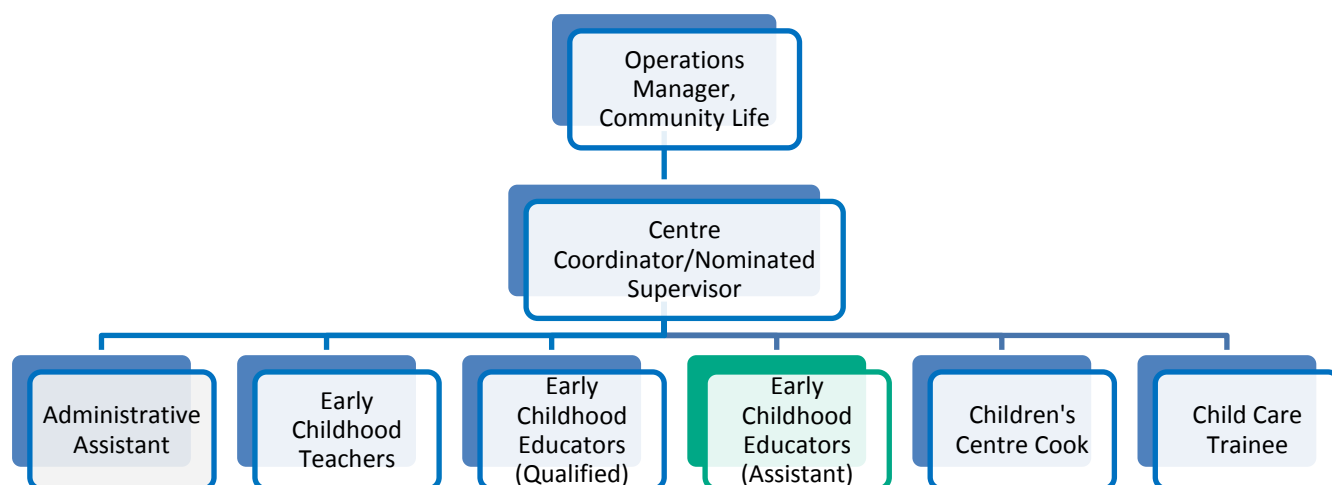 Operations
Manager,
Community Life
Centre
Coordinator/Nominated
Supervisor
Administrative
Assistant
Early
Childhood
Teachers
Early
Childhood
Educators
(Qualified)
Early
Childhood
Educators
(Assistant)
Children's
Centre Cook
Child Care
Trainee